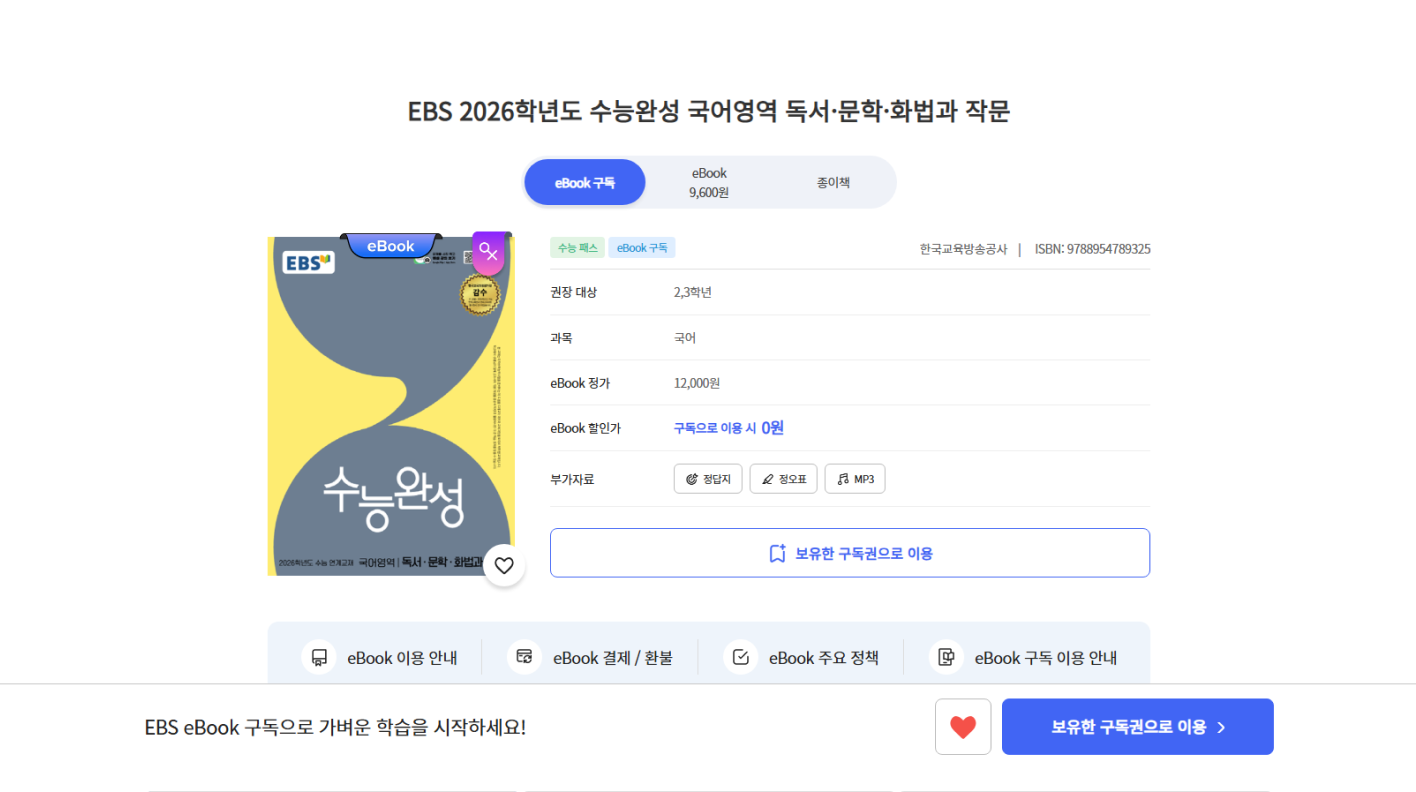 EBS 2026학년도 수능완성 국어영역 독서·문학·화법과 작문
eBook 구독
eBook
9,600원
종이책
eBook
EBS
감수
수능완성
2026학년도 수능 연계교재 국어영역 | 독서·문학·화법과
수능 패스
eBook 구독
한국교육방송공사 | ISBN: 9788954789325
권장 대상 2,3학년
과목 국어
eBook 정가 12,000원
eBook 할인가 구독으로 이용 시 0원
부가자료 정답지 정오표 MP3
보유한 구독권으로 이용
eBook 이용 안내
eBook 결제 / 환불
eBook 주요 정책
eBook 구독 이용 안내
EBS eBook 구독으로 가벼운 학습을 시작하세요!
보유한 구독권으로 이용